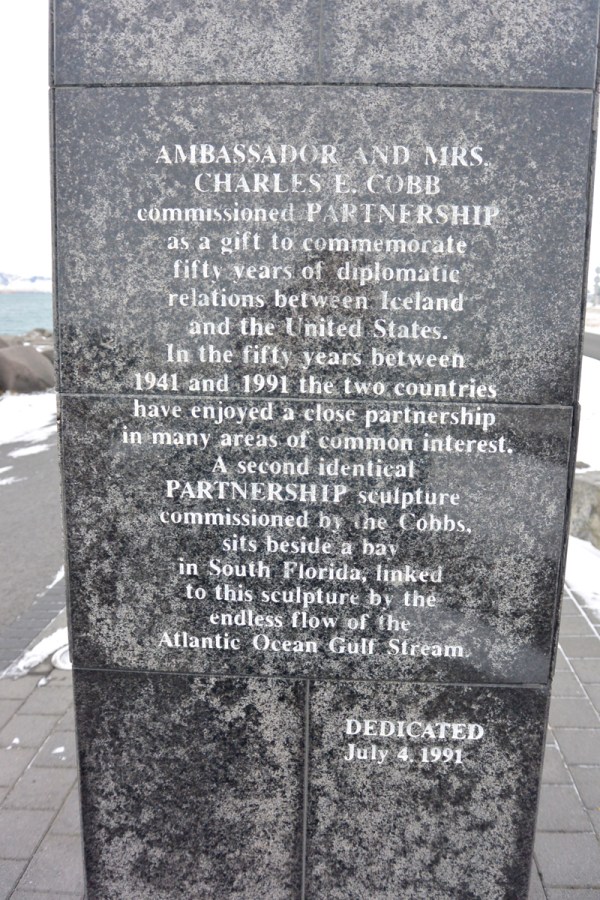 AMBASSADOR AND MRS.
CHARLES E. COBB
commissioned PARTNERSHIP
as a gift to commemorate
fifty years of diplomatic
relations between Iceland
and the United States.
In the fifty years between
1941 and 1991 the two countries
have enjoyed a close partnership
in many areas of common interest.
A second identical
PARTNERSHIP sculpture
commissioned by the Cobbs,
sits beside a bay
in South Florida, linked
to this sculpture by the
endless flow of the
Atlantic Ocean Gulf Stream.
DEDICATED
July 4, 1991